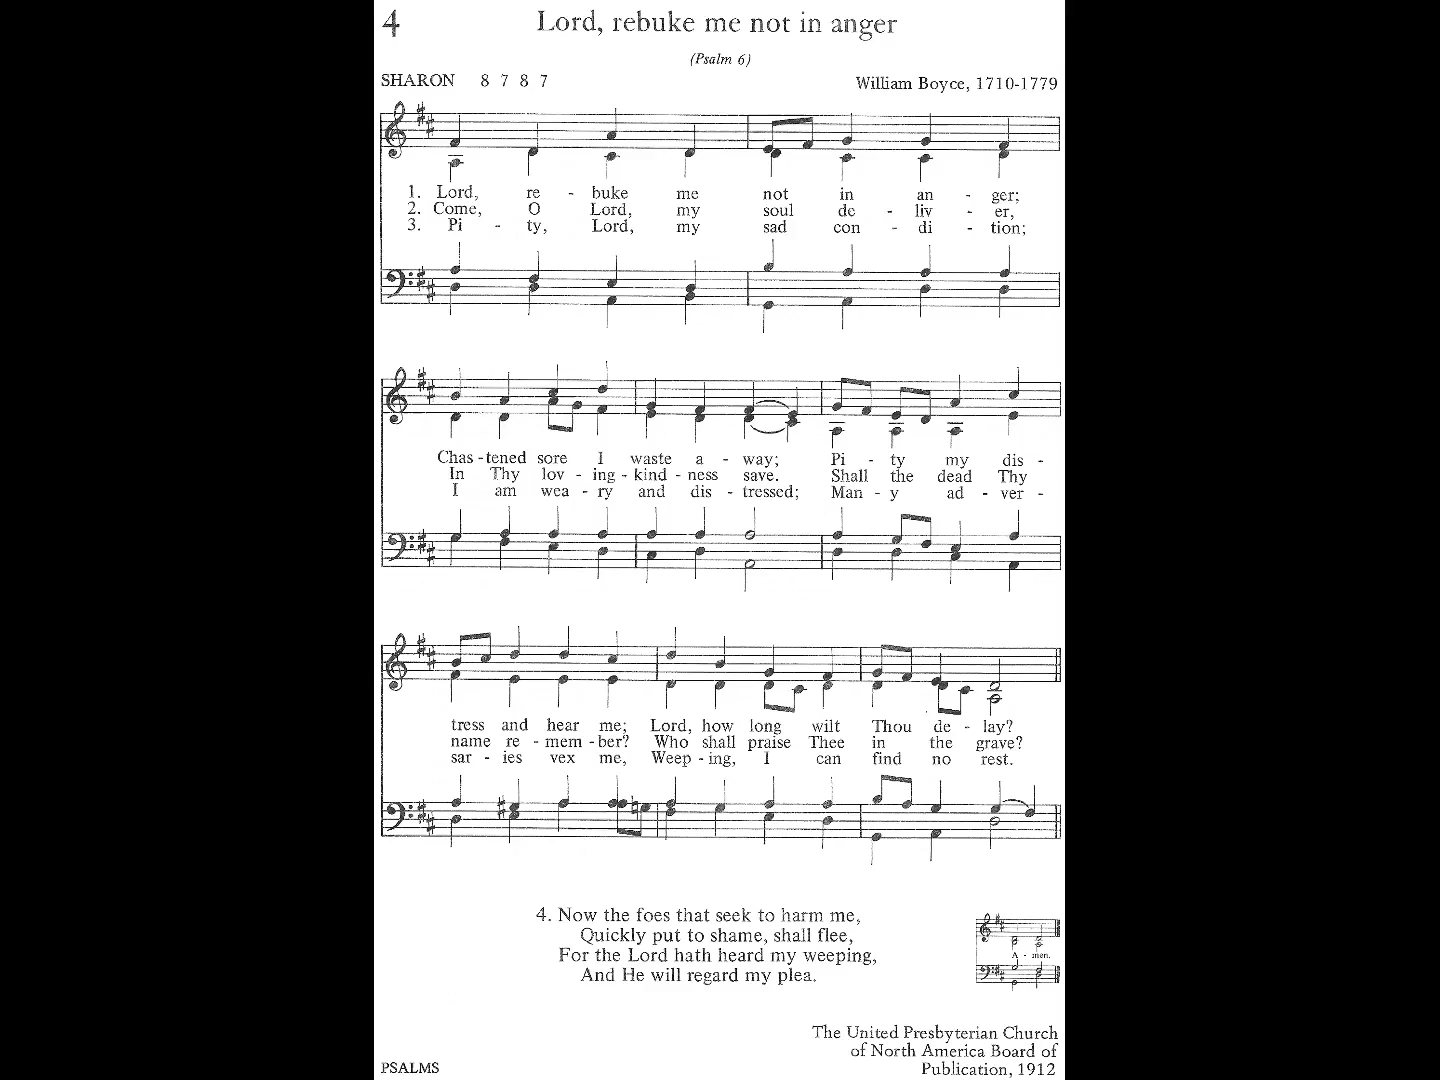 4
Lord, rebuke me not in anger
(Psalm 6)
SHARON 8 7 8 7
William Boyce, 1710-1779
1. Lord, re - buke me not in an - ger;
2. Come, O Lord, my soul de - liv - er,
3. Pi - ty, Lord, my sad con - di - tion;
Chas - tened sore I waste a - way; Pi - ty my dis -
In Thy lov - ing - kind - ness save. Shall the dead Thy
I am wea - ry and dis - tressed; Man - y ad - ver -
tress and hear me; Lord, how long wilt Thou de - lay?
name re - mem - ber? Who shall praise Thee in the grave?
sar - ies vex me, Weep - ing, I can find no rest.
4. Now the foes that seek to harm me,
Quickly put to shame, shall flee,
For the Lord hath heard my weeping,
And He will regard my plea.
A - men.
The United Presbyterian Church
of North America Board of
Publication, 1912
PSALMS